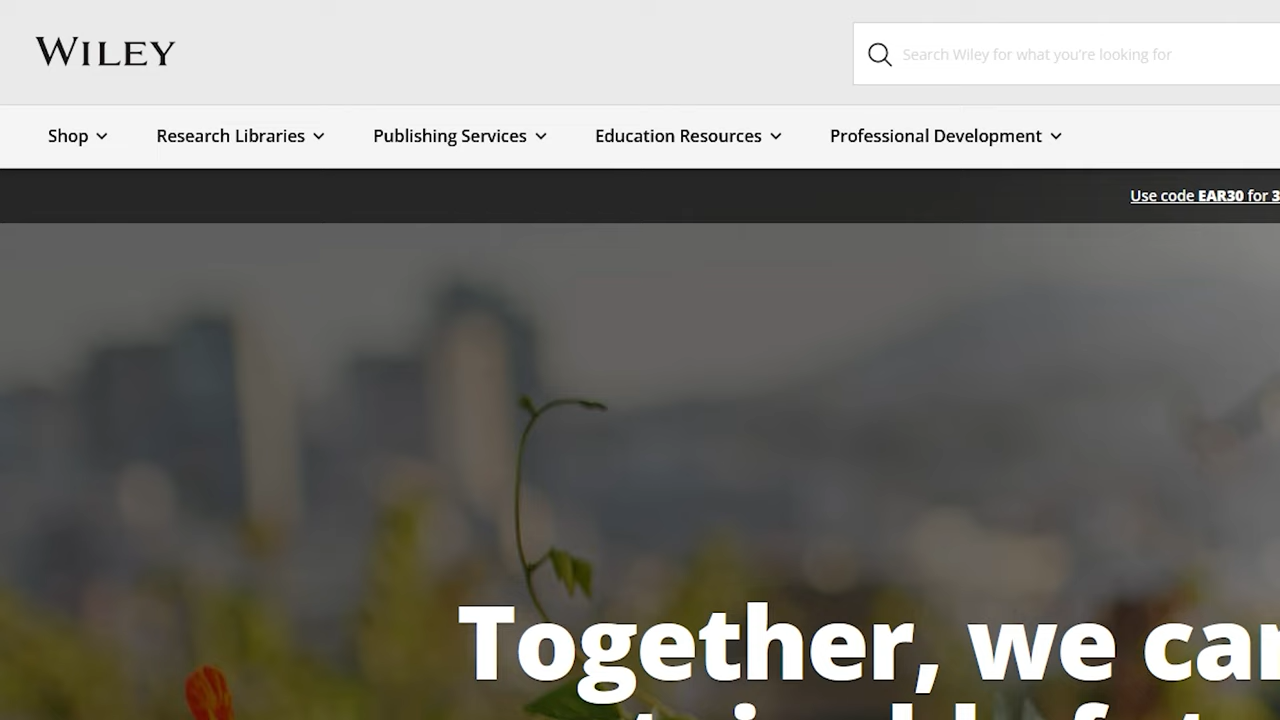 WILEY
Search Wiley for what you're looking for
Shop
Research Libraries
Publishing Services
Education Resources
Professional Development
Use code EAR30 for 3
Together, we can